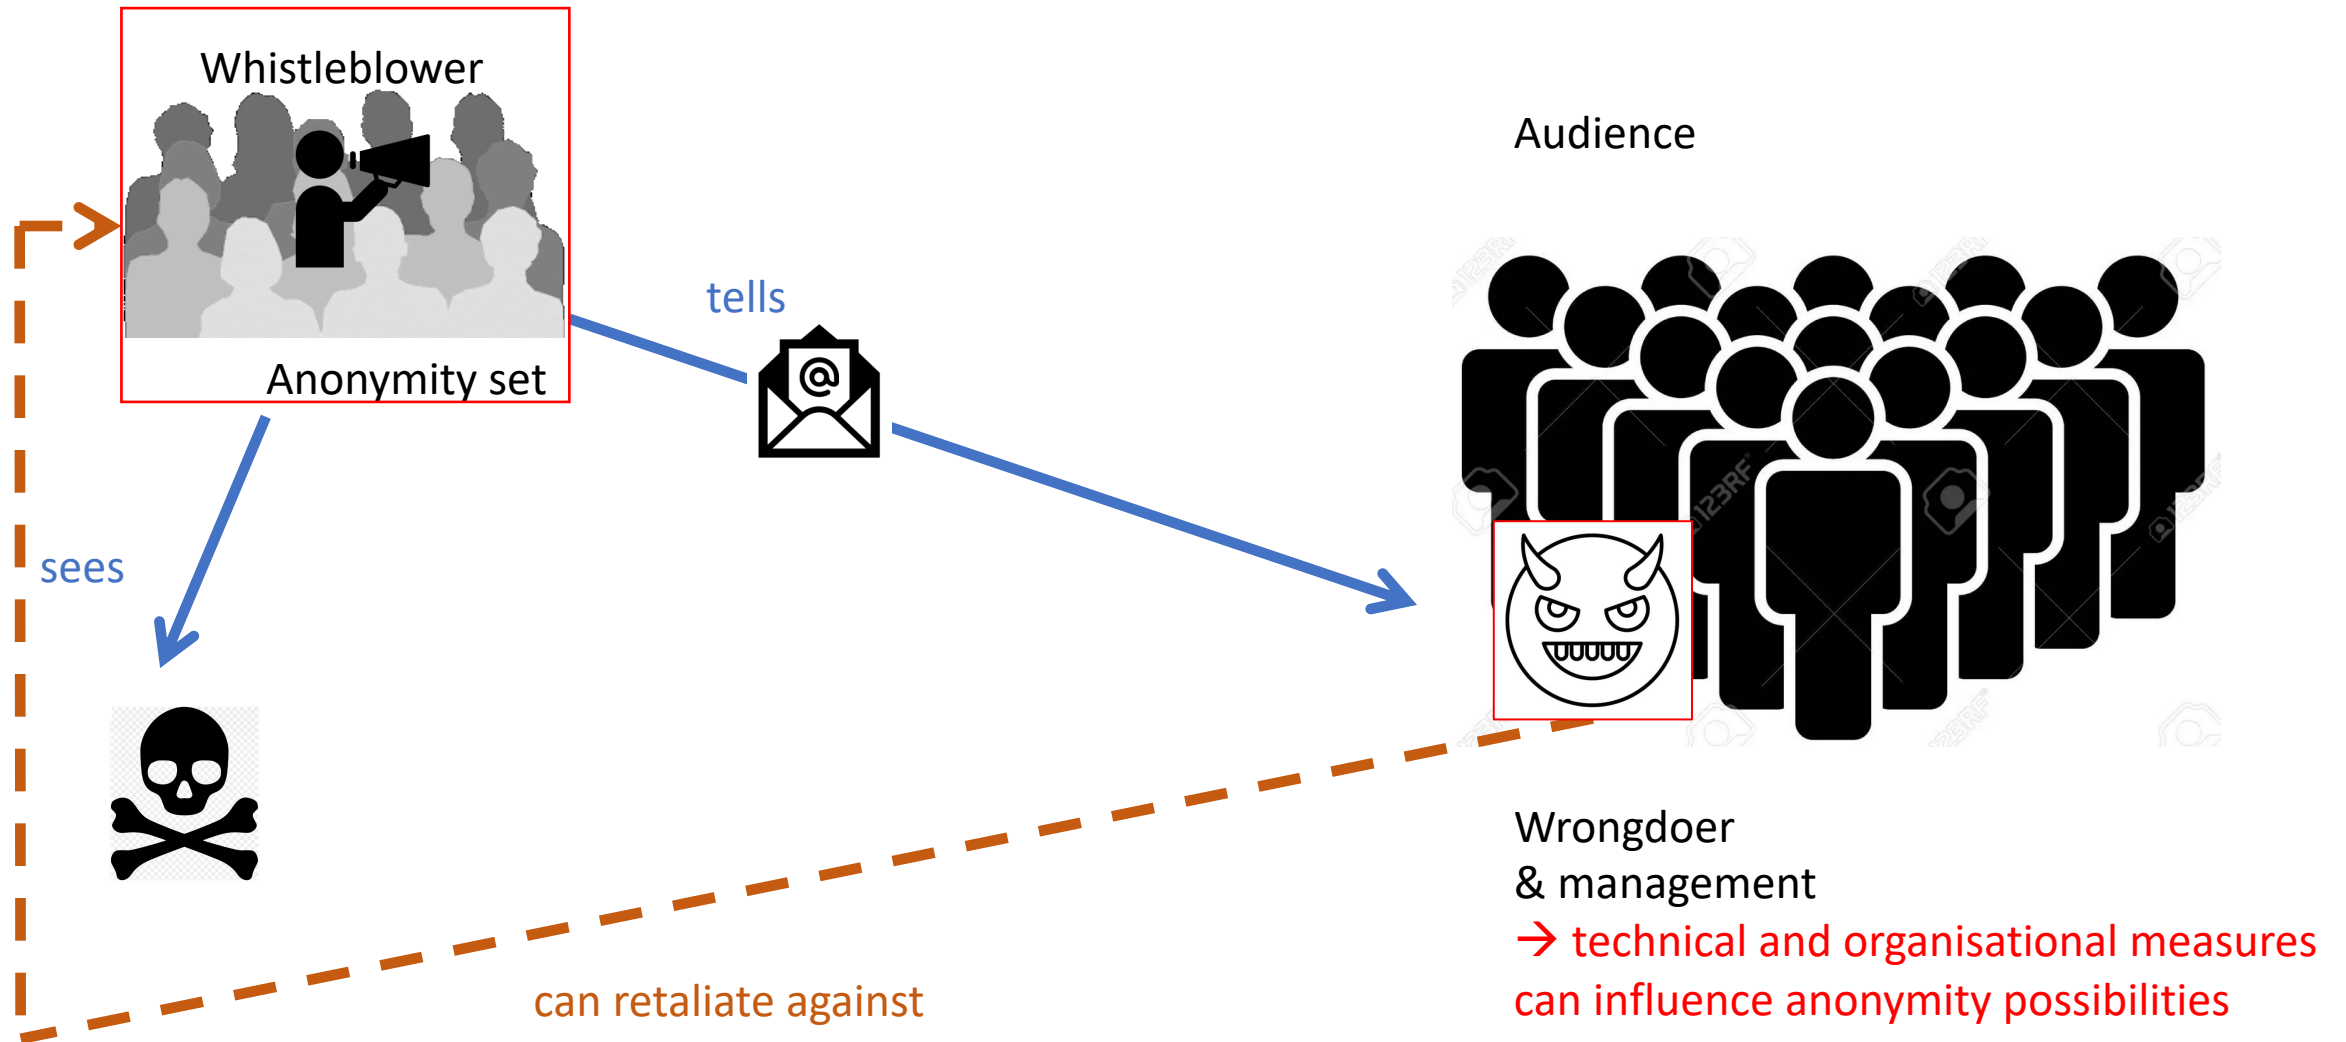 Whistleblower
Anonymity set
tells
@
Audience
sees
123RF
Wrongdoer
& management
→ technical and organisational measures
can influence anonymity possibilities
can retaliate against